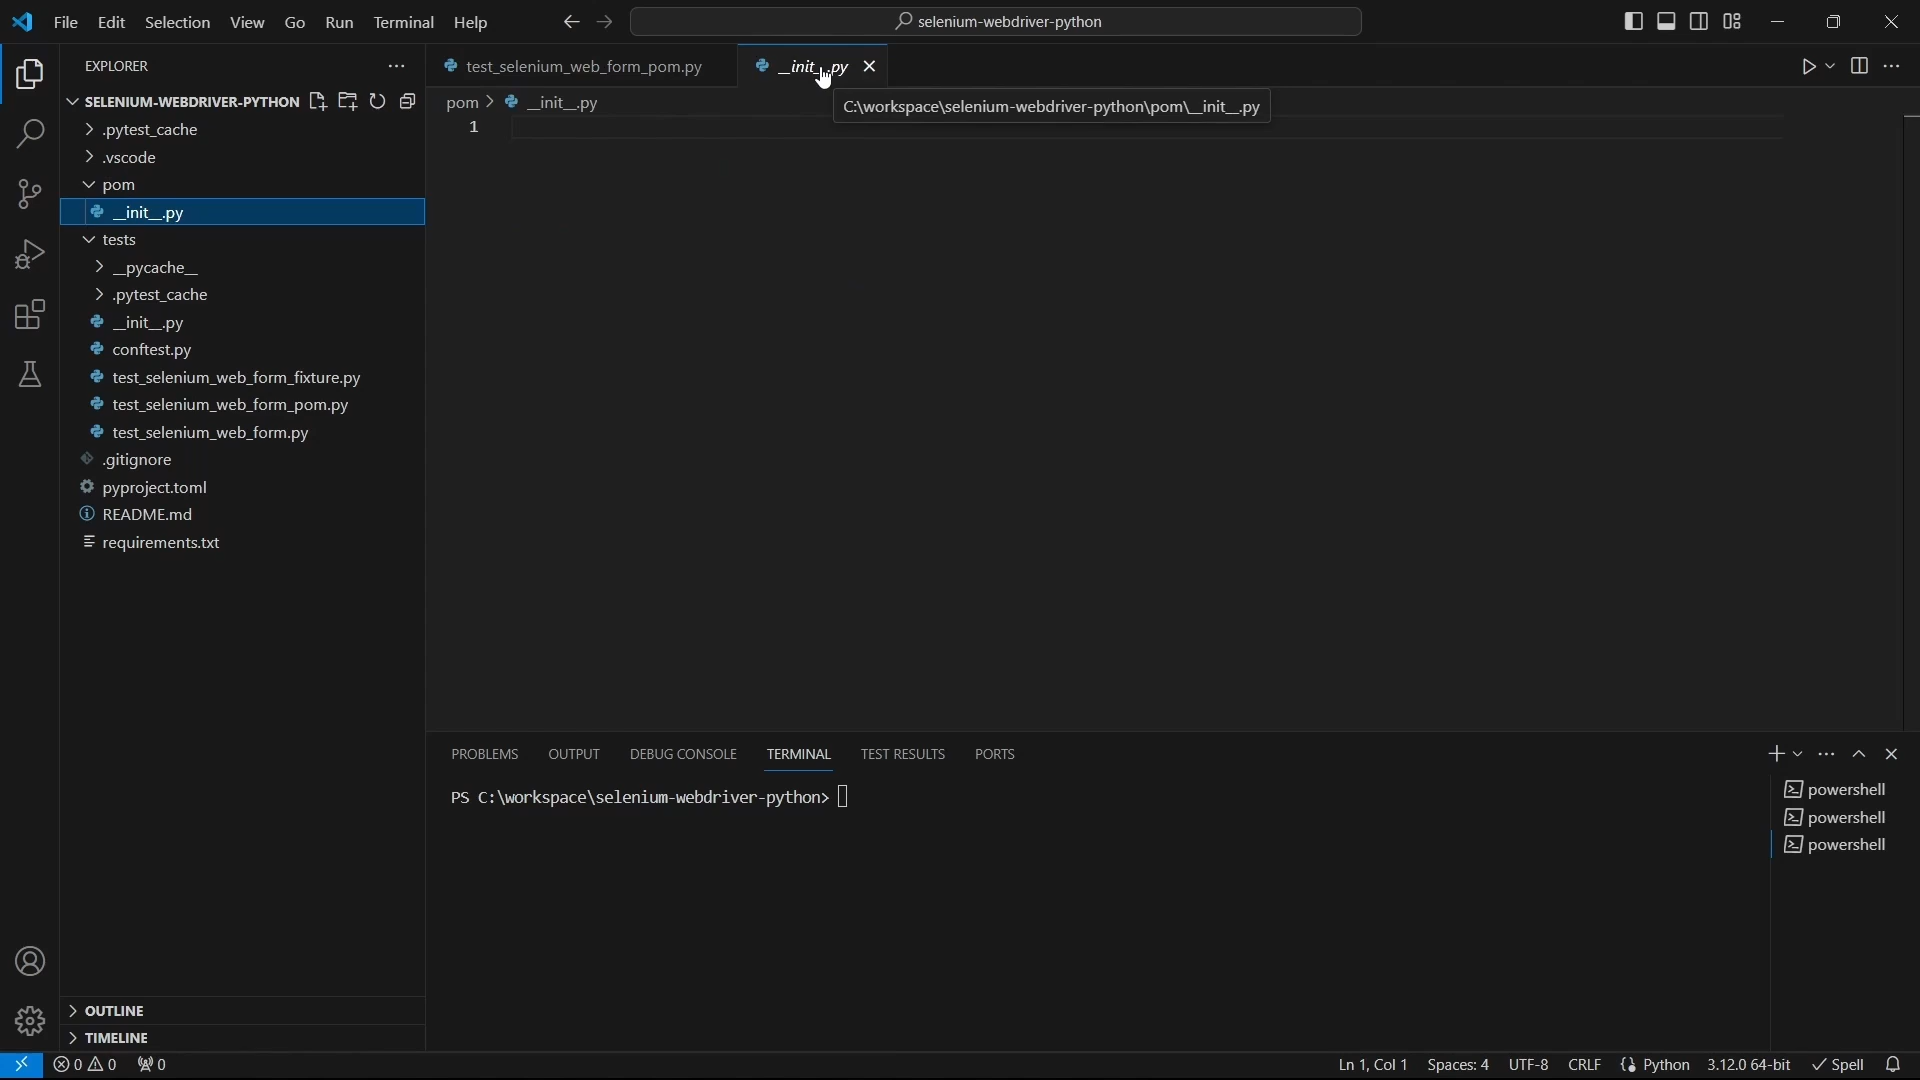 File Edit Selection View Go Run Terminal Help
selenium-webdriver-python
EXPLORER
SELENIUM-WEBDRIVER-PYTHON
.pytest_cache
.vscode
pom
__init__.py
tests
__pycache__
.pytest_cache
__init__.py
conftest.py
test_selenium_web_form_fixture.py
test_selenium_web_form_pom.py
test_selenium_web_form.py
.gitignore
pyproject.toml
README.md
requirements.txt
OUTLINE
TIMELINE
test_selenium_web_form_pom.py
__init__.py
pom > __init__.py
C:\workspace\selenium-webdriver-python\pom\__init__.py
1
PROBLEMS OUTPUT DEBUG CONSOLE TERMINAL TEST RESULTS PORTS
PS C:\workspace\selenium-webdriver-python>
powershell
powershell
powershell
0 0 0 Ln 1, Col 1 Spaces: 4 UTF-8 CRLF Python 3.12.0 64-bit Spell